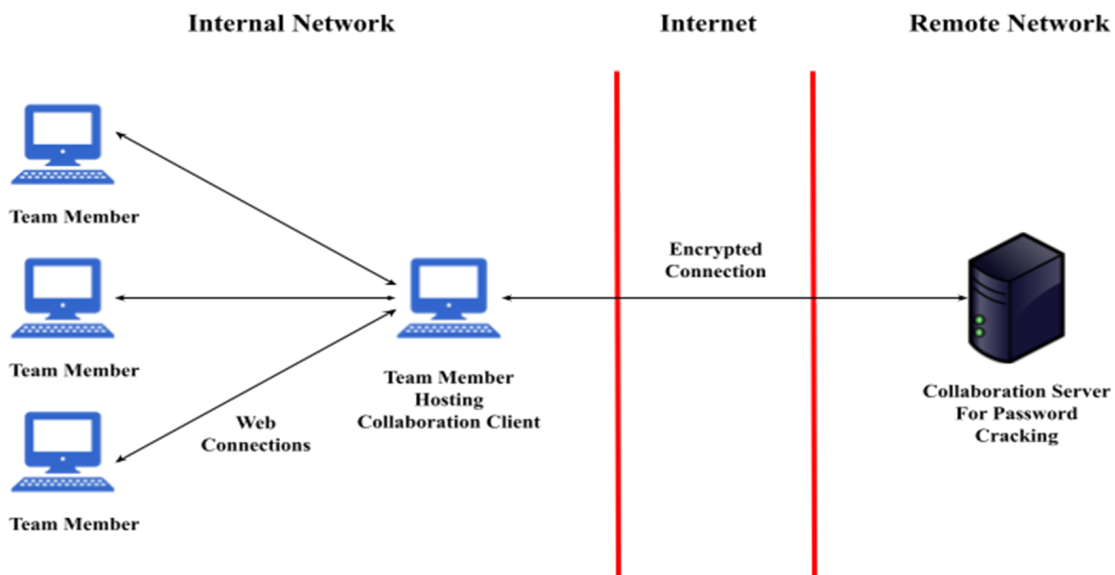 Internal Network
Internet
Remote Network
Team Member
Team Member
Team Member
Web
Connections
Team Member
Hosting
Collaboration Client
Encrypted
Connection
Collaboration Server
For Password
Cracking